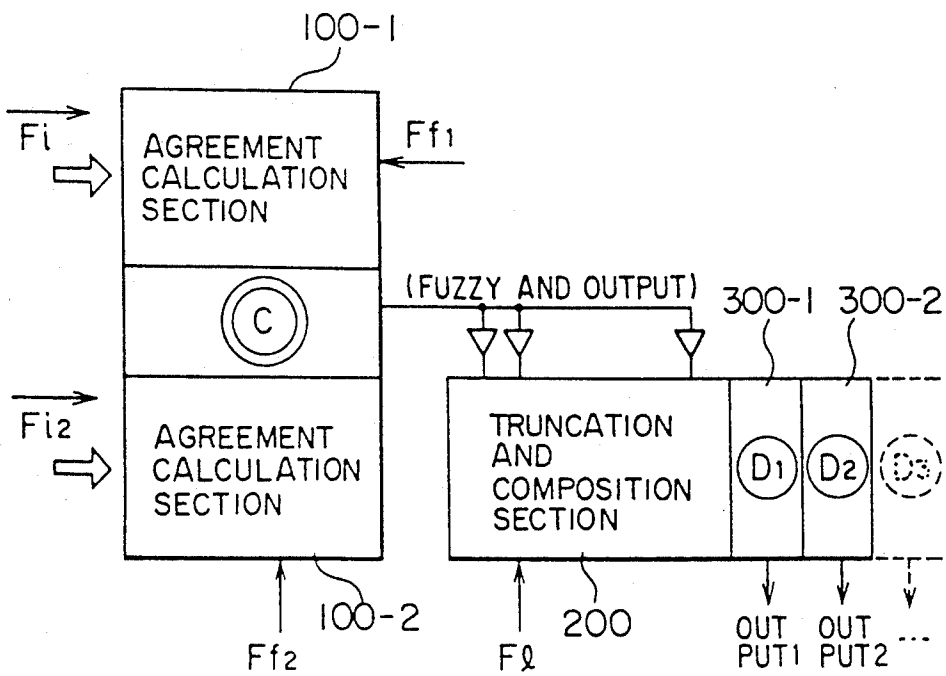 100-1
Fi
Ff1
AGREEMENT
CALCULATION
SECTION
(FUZZY AND OUTPUT)
C
300-1
300-2
Fi2
AGREEMENT
CALCULATION
SECTION
TRUNCATION
AND
COMPOSITION
SECTION
D1
D2
D3
100-2
200
Ff2
Fℓ
OUT
PUT1
OUT
PUT2
...